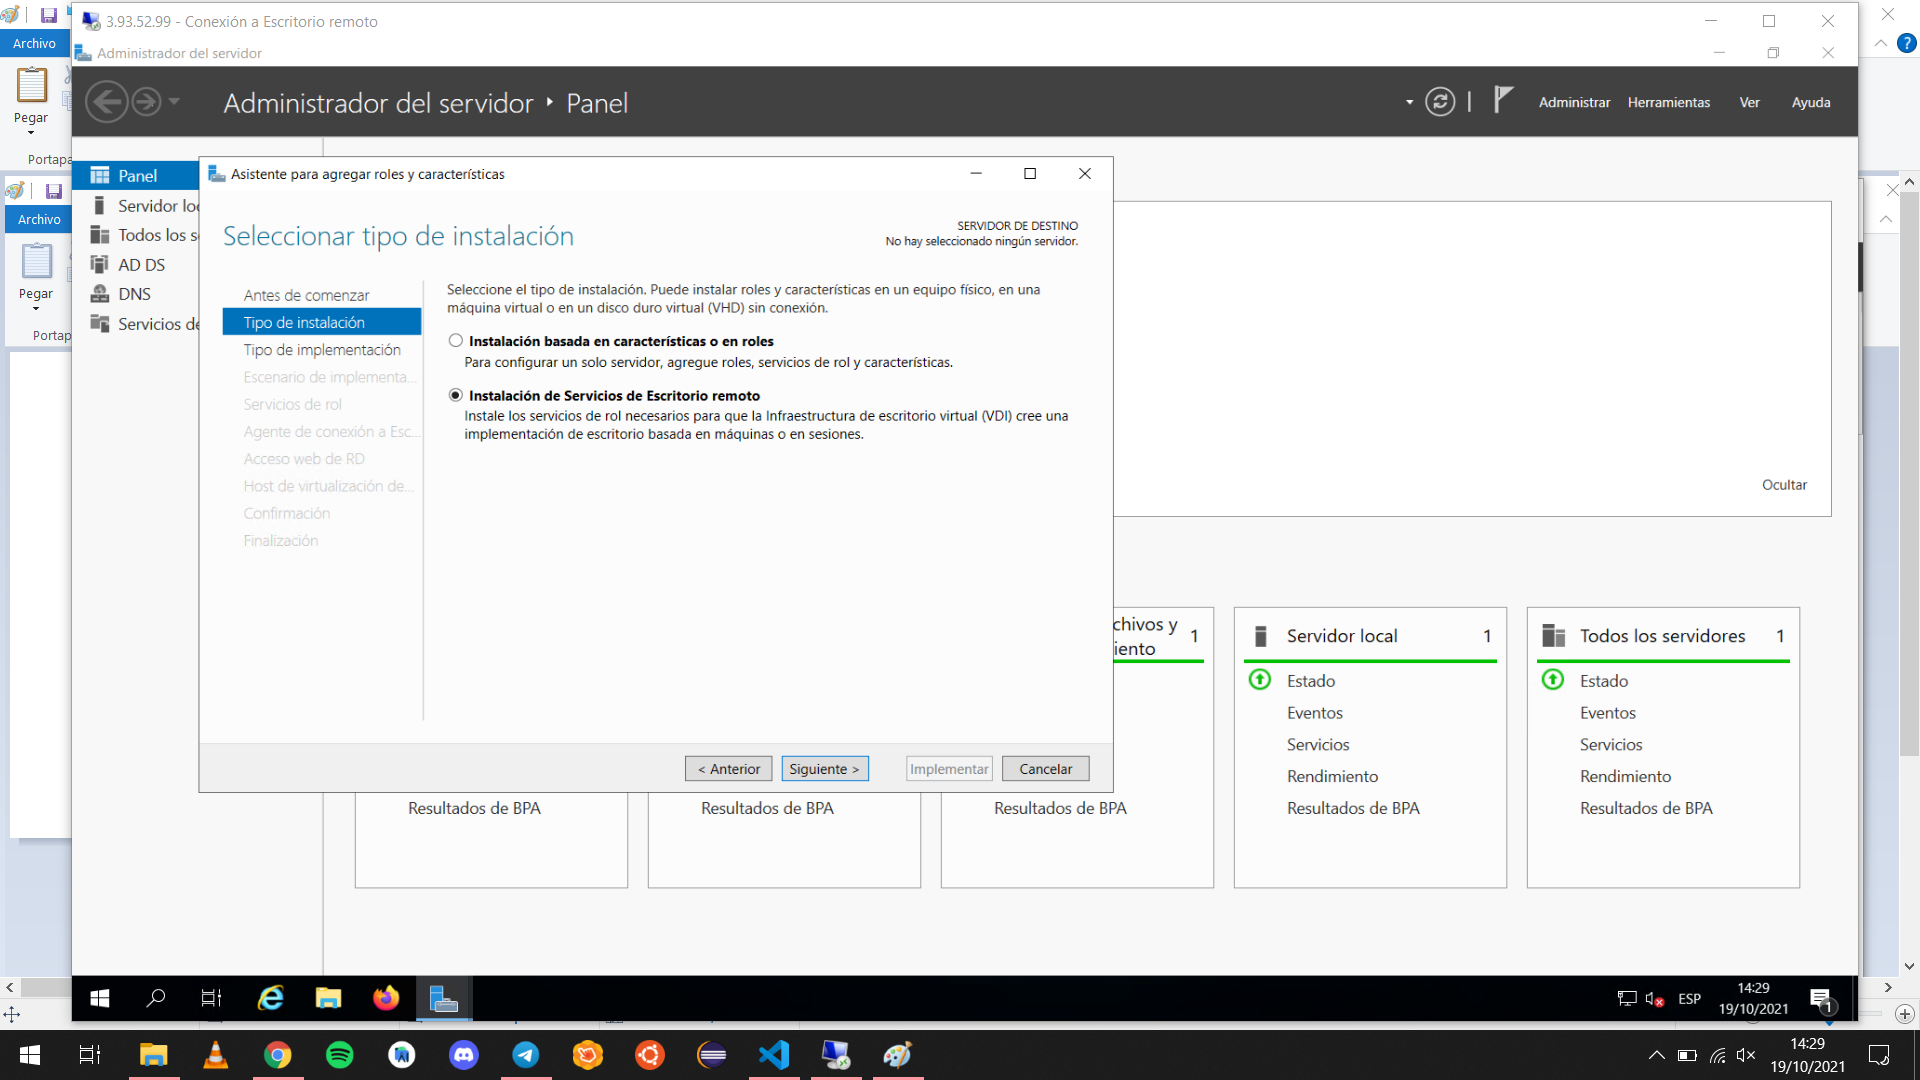 3.93.52.99 - Conexión a Escritorio remoto
Archivo
Administrador del servidor
Pegar
Portapa
Administrador del servidor ‣ Panel
Administrar
Herramientas
Ver
Ayuda
Archivo
Pegar
Portap
Panel
Servidor lo
Todos los s
AD DS
DNS
Servicios de
Asistente para agregar roles y características
Seleccionar tipo de instalación
SERVIDOR DE DESTINO
No hay seleccionado ningún servidor.
Antes de comenzar
Tipo de instalación
Tipo de implementación
Escenario de implementa...
Servicios de rol
Agente de conexión a Esc...
Acceso web de RD
Host de virtualización de...
Confirmación
Finalización
Seleccione el tipo de instalación. Puede instalar roles y características en un equipo físico, en una
máquina virtual o en un disco duro virtual (VHD) sin conexión.
Instalación basada en características o en roles
Para configurar un solo servidor, agregue roles, servicios de rol y características.
Instalación de Servicios de Escritorio remoto
Instale los servicios de rol necesarios para que la Infraestructura de escritorio virtual (VDI) cree una
implementación de escritorio basada en máquinas o en sesiones.
< Anterior
Siguiente >
Implementar
Cancelar
Ocultar
chivos y
iento
1
Servidor local
1
Estado
Eventos
Servicios
Rendimiento
Resultados de BPA
Todos los servidores
1
Estado
Eventos
Servicios
Rendimiento
Resultados de BPA
Resultados de BPA
Resultados de BPA
Resultados de BPA
ESP
14:29
19/10/2021
1
14:29
19/10/2021